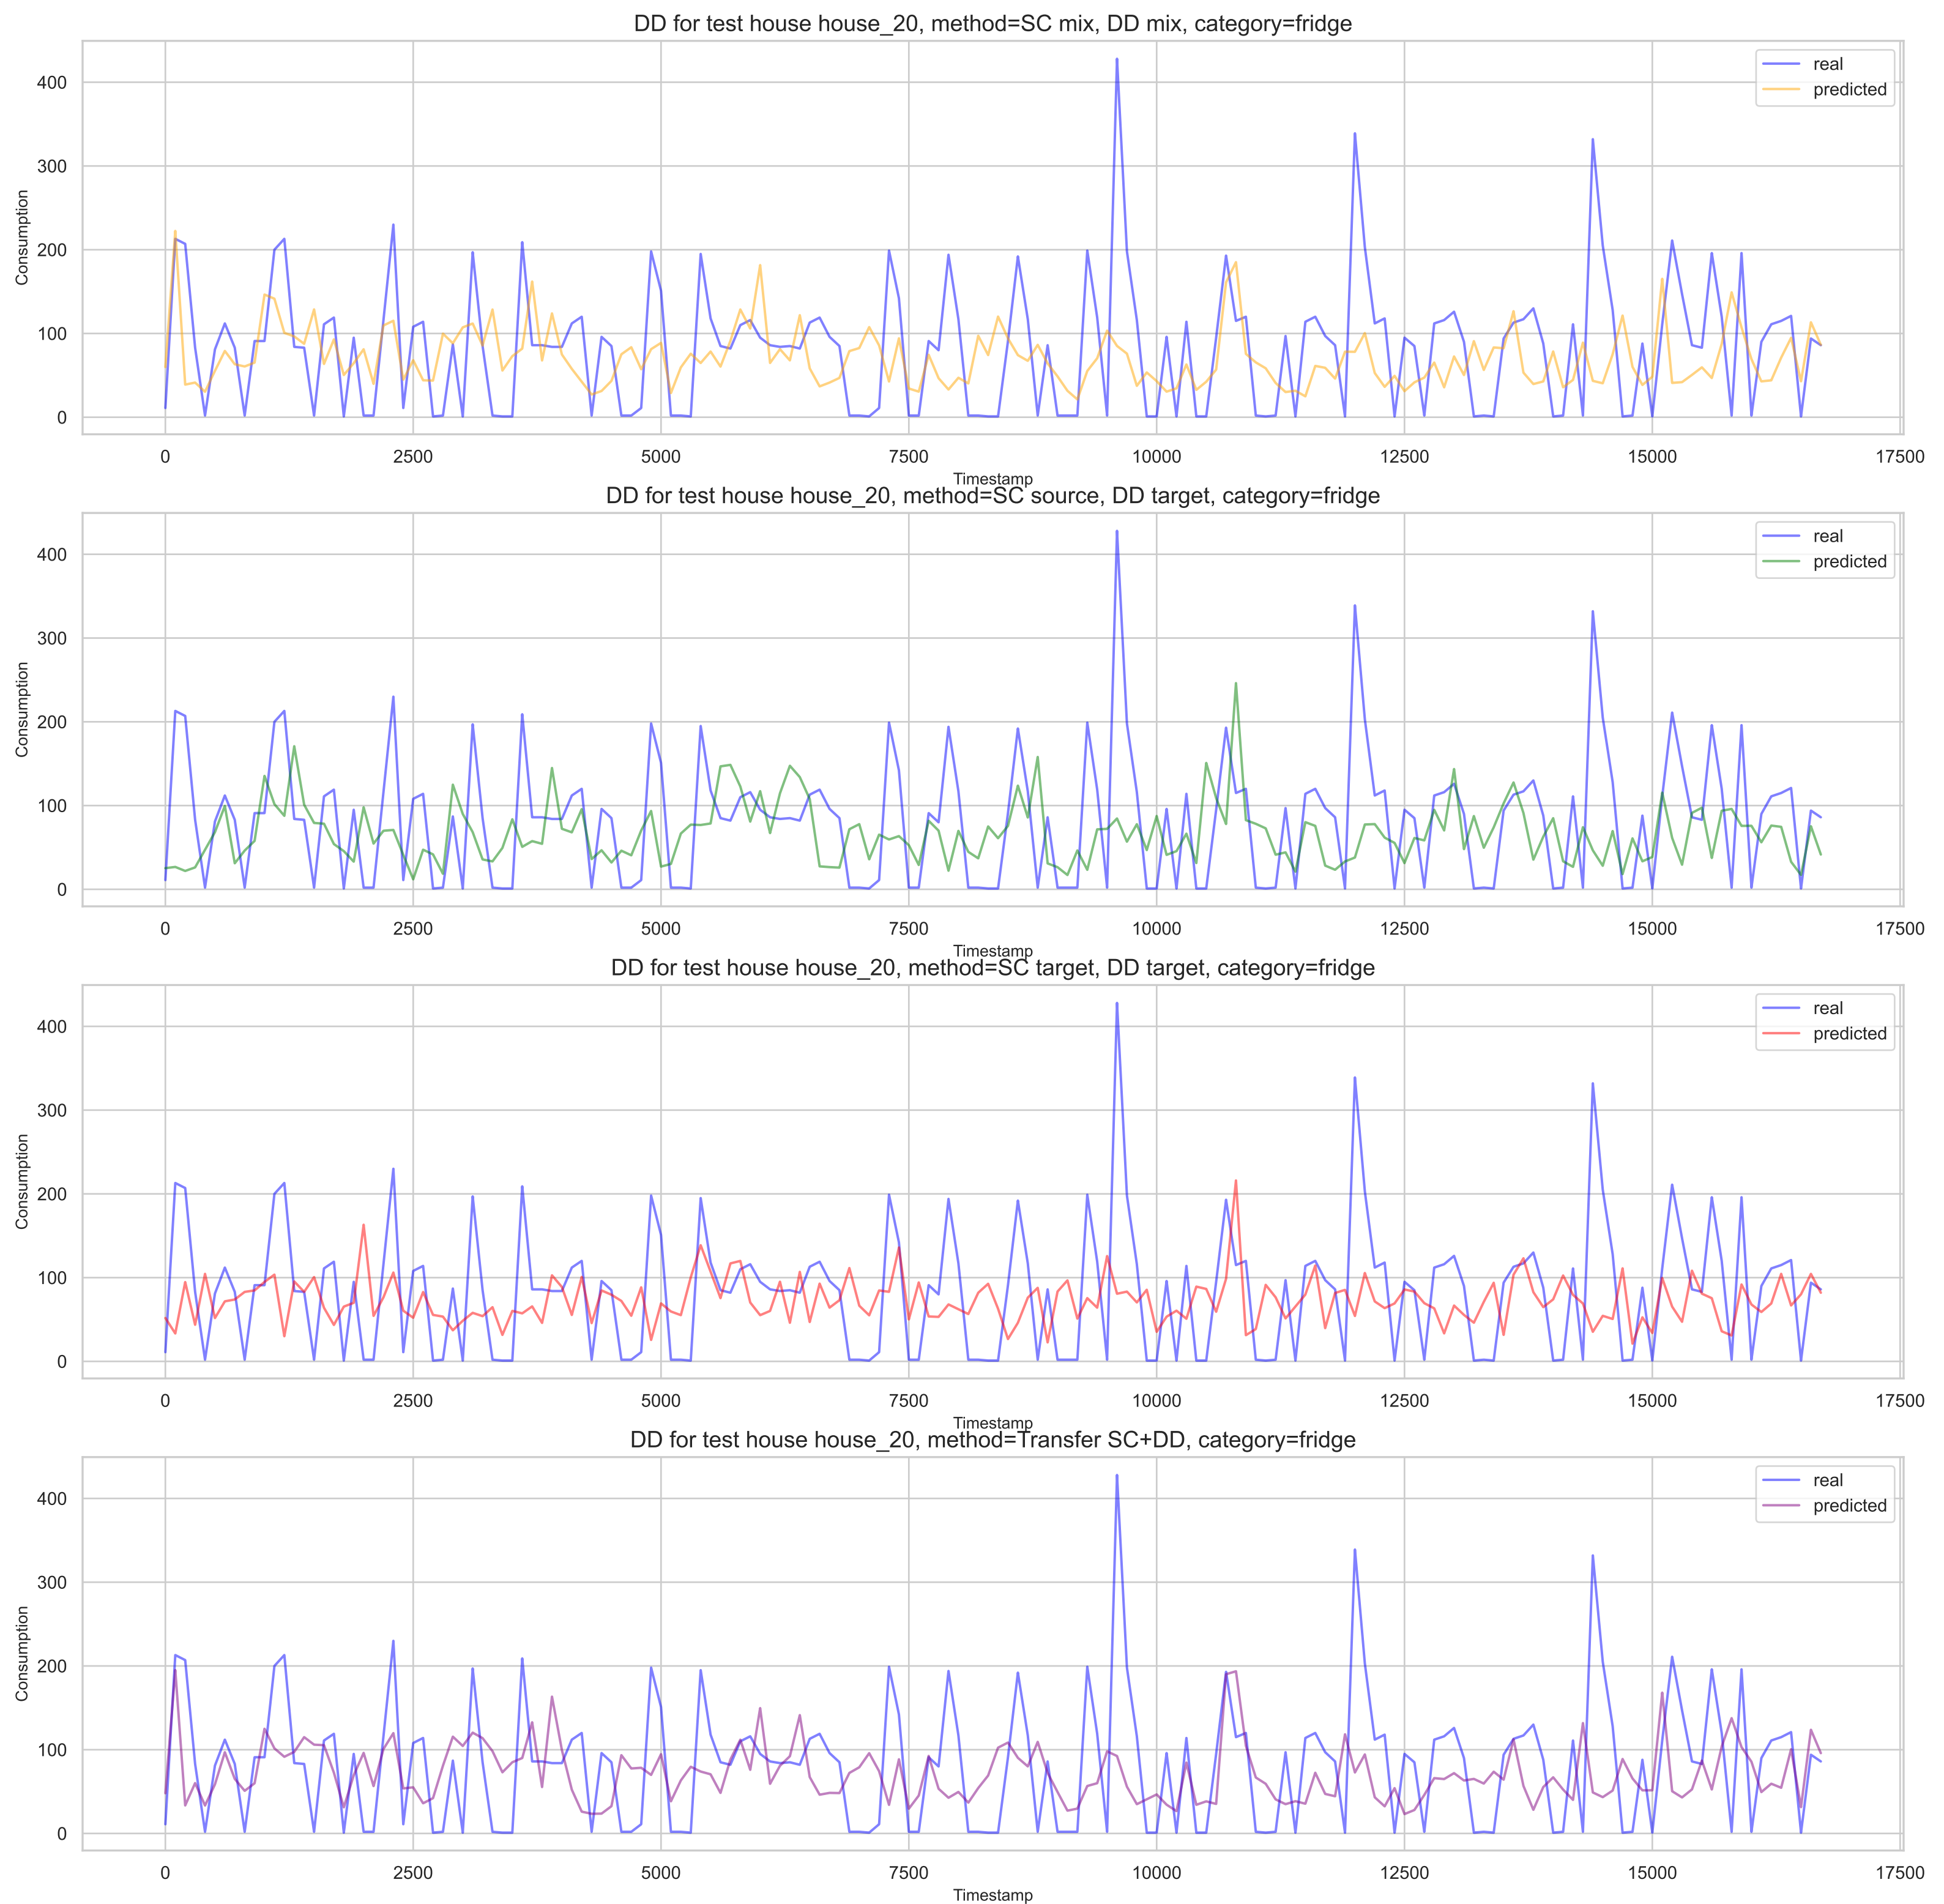 DD for test house house_20, method=SC mix, DD mix, category=fridge
real
predicted
Consumption
400
300
200
100
0
0 2500 5000 7500 10000 12500 15000 17500
Timestamp
DD for test house house_20, method=SC source, DD target, category=fridge
real
predicted
Consumption
400
300
200
100
0
0 2500 5000 7500 10000 12500 15000 17500
Timestamp
DD for test house house_20, method=SC target, DD target, category=fridge
real
predicted
Consumption
400
300
200
100
0
0 2500 5000 7500 10000 12500 15000 17500
Timestamp
DD for test house house_20, method=Transfer SC+DD, category=fridge
real
predicted
Consumption
400
300
200
100
0
0 2500 5000 7500 10000 12500 15000 17500
Timestamp